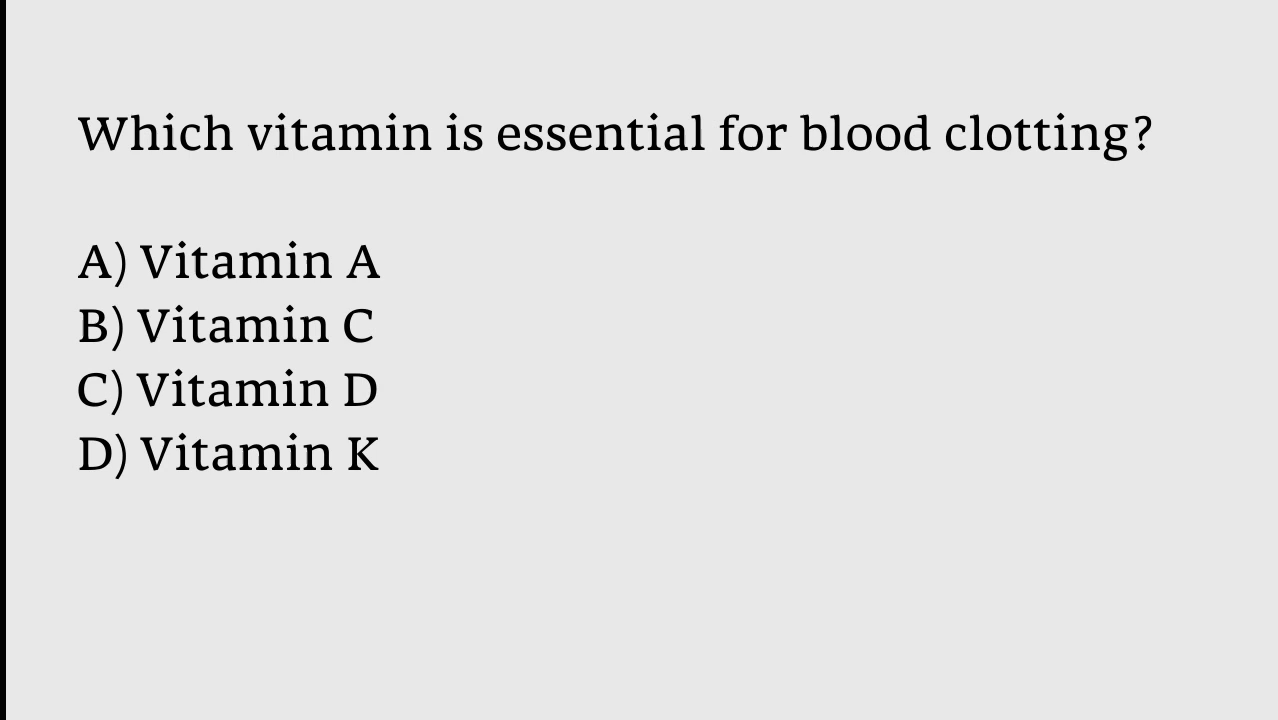 Which vitamin is essential for blood clotting?
A) Vitamin A
B) Vitamin C
C) Vitamin D
D) Vitamin K